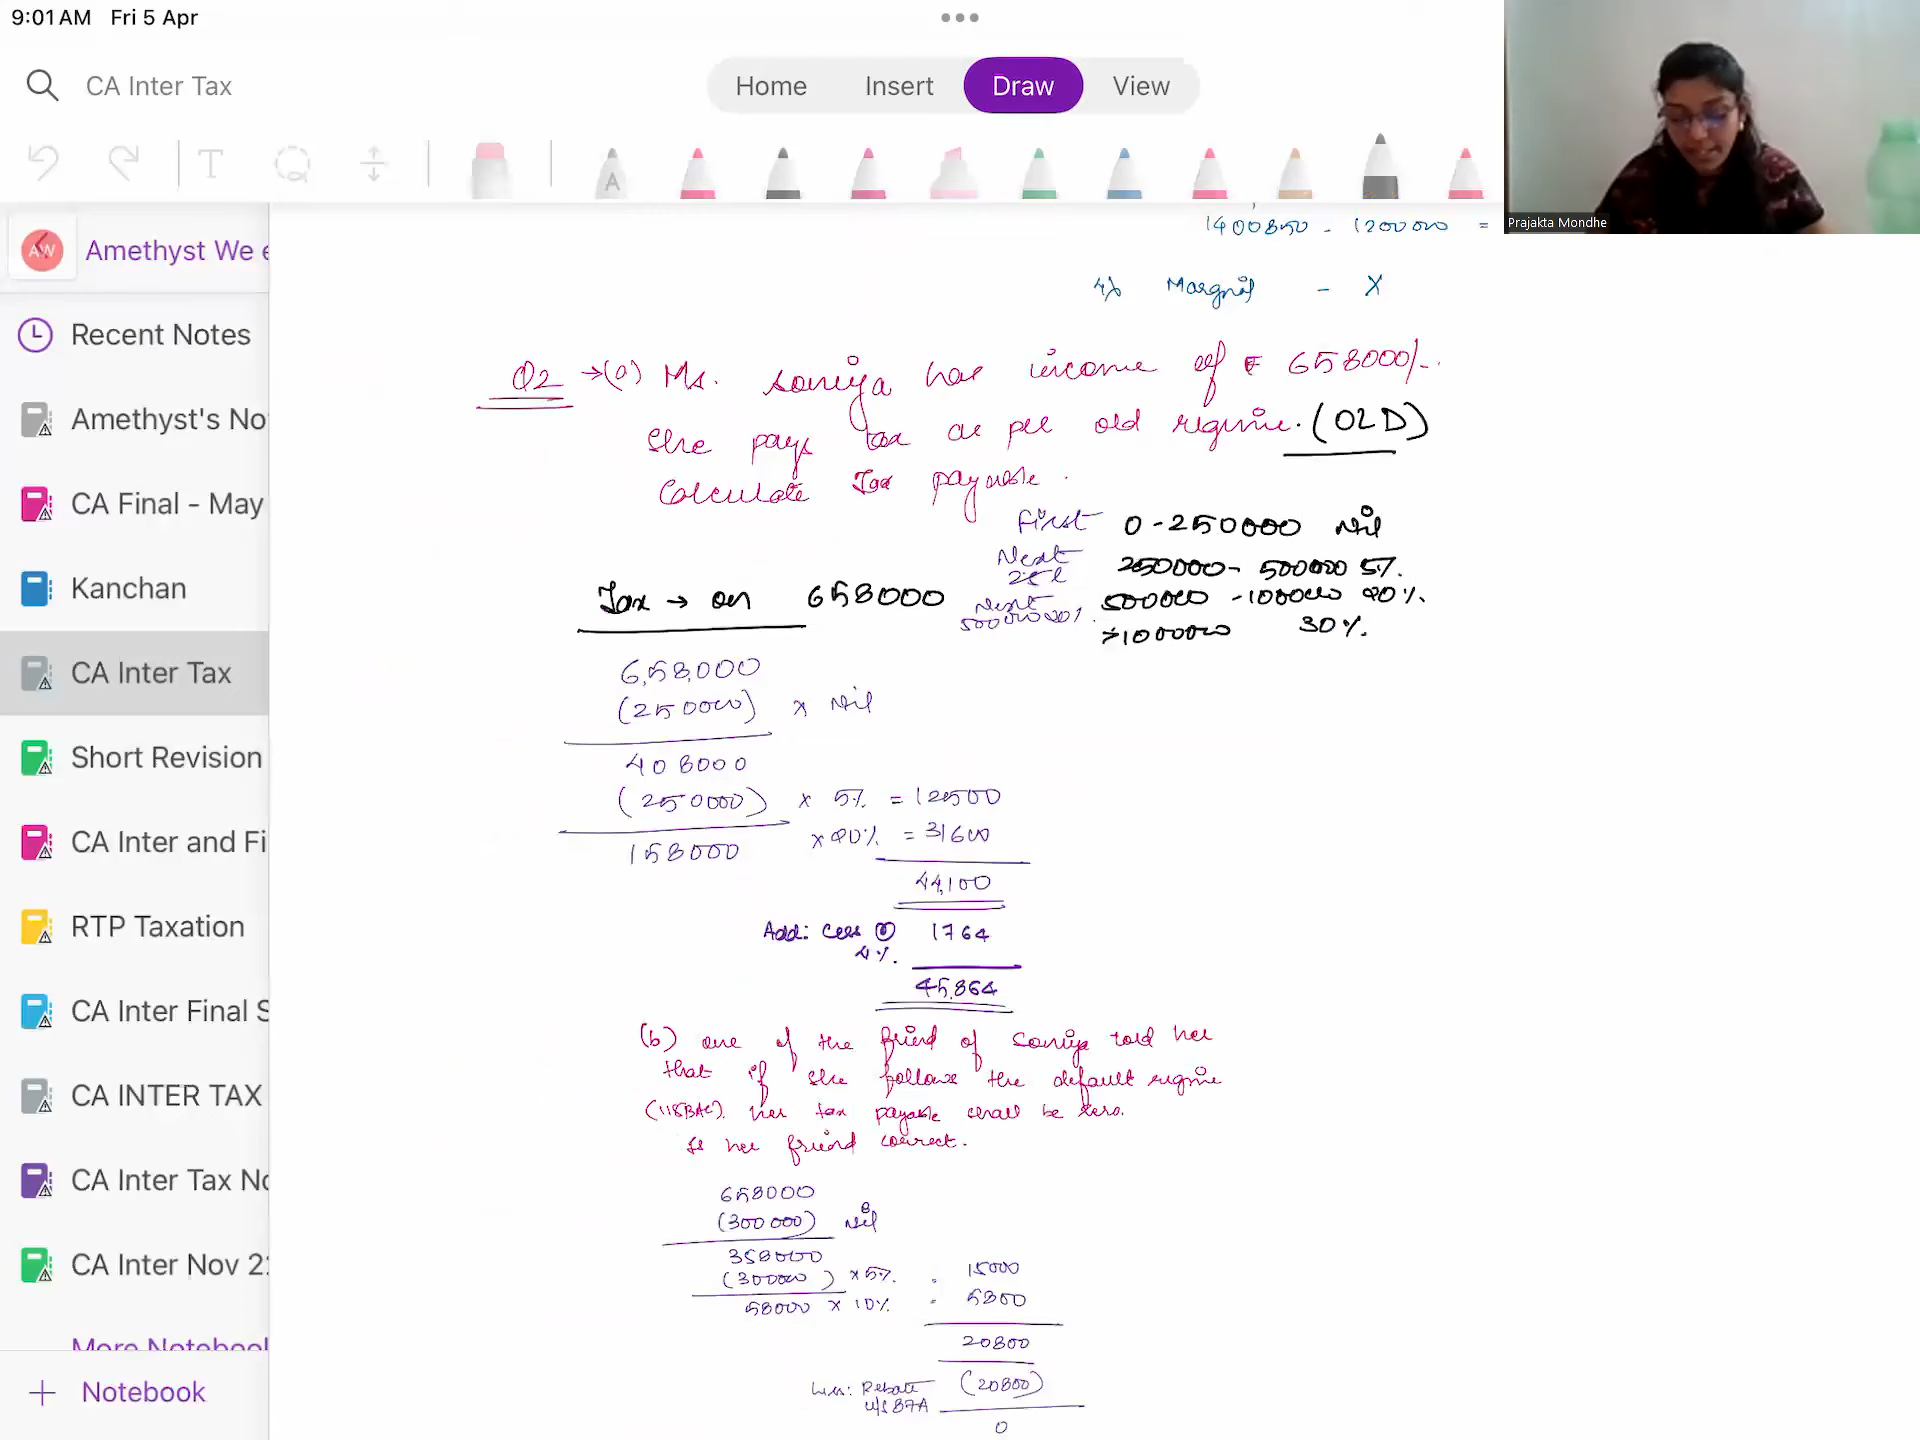 9:01 AM Fri 5 Apr
CA Inter Tax
Home Insert Draw View
A
Prajakta Mondhe
AW Amethyst We e
Recent Notes
Amethyst's No
CA Final - May
Kanchan
CA Inter Tax
Short Revision
CA Inter and Fi
RTP Taxation
CA Inter Final S
CA INTER TAX
CA Inter Tax No
CA Inter Nov 2
More Notebook
+ Notebook
1400850 - 1200000 =
4) Marginal - X
Q2 → (a) Ms. Soniya has income of ₹ 658000/-.
She pays tax as per old regime. (OLD)
Calculate Tax payable.
First 0 - 250000 Nil
Next 250000 - 500000 5%.
Next 500000 - 1000000 20%.
500000 20%.
>1000000 30%.
Tax → on 658000
6,58,000
(250000) x Nil
408000
(250000) x 5% = 12500
158000 x 20% = 31600
44,100
Add: Cess @ 4%. 1764
45,864
(b) One of the friend of Soniya told her
that if she follows the default regime
(115BAC). her tax payable shall be zero.
Is her friend correct.
658000
(300000) Nil
358000
(300000) x 5%. = 15000
58000 x 10% = 5800
20800
Less: Rebate u/s 87A (20800)
0